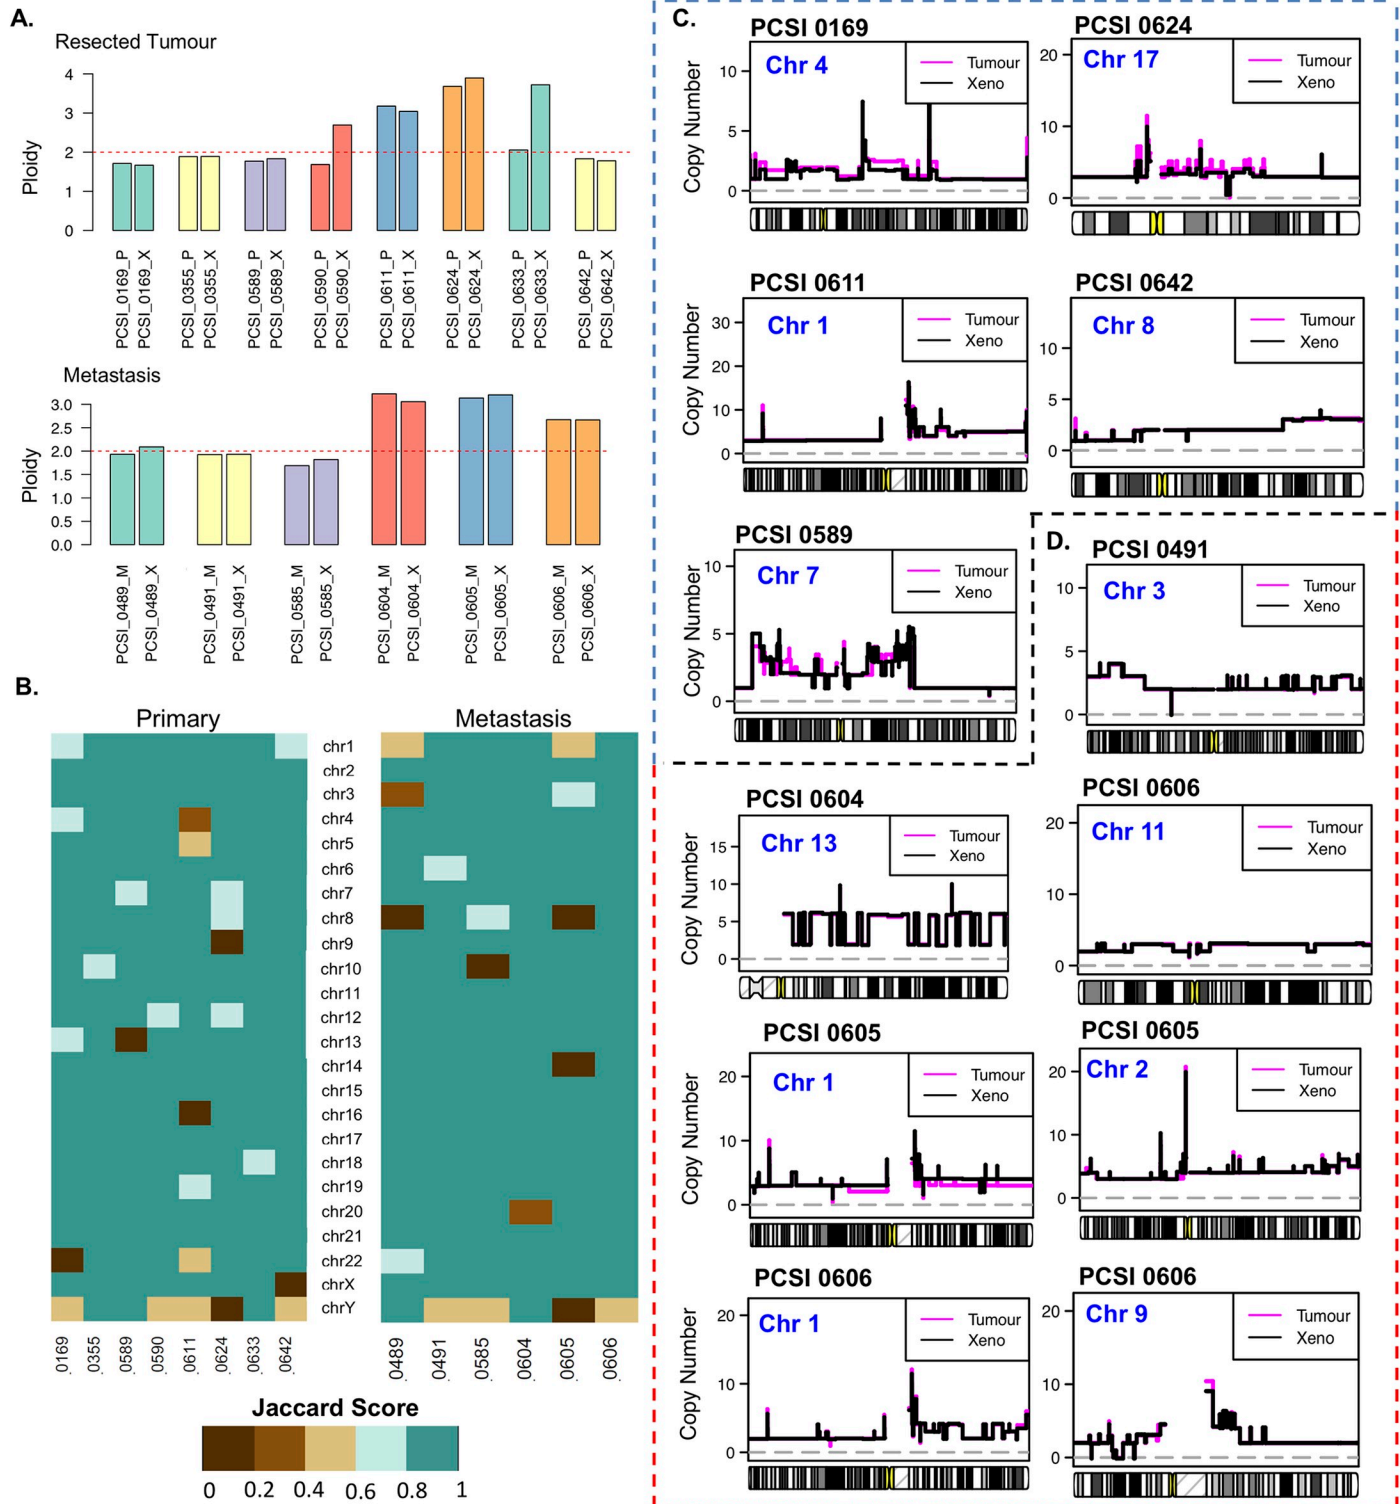 A.
Resected Tumour
Ploidy
4
3
2
1
0
PCSI_0169_P
PCSI_0169_X
PCSI_0355_P
PCSI_0355_X
PCSI_0589_P
PCSI_0589_X
PCSI_0590_P
PCSI_0590_X
PCSI_0611_P
PCSI_0611_X
PCSI_0624_P
PCSI_0624_X
PCSI_0633_P
PCSI_0633_X
PCSI_0642_P
PCSI_0642_X
Metastasis
Ploidy
3.0
2.5
2.0
1.5
1.0
0.5
0.0
PCSI_0489_M
PCSI_0489_X
PCSI_0491_M
PCSI_0491_X
PCSI_0585_M
PCSI_0585_X
PCSI_0604_M
PCSI_0604_X
PCSI_0605_M
PCSI_0605_X
PCSI_0606_M
PCSI_0606_X
B.
Primary
Metastasis
chr1
chr2
chr3
chr4
chr5
chr6
chr7
chr8
chr9
chr10
chr11
chr12
chr13
chr14
chr15
chr16
chr17
chr18
chr19
chr20
chr21
chr22
chrX
chrY
0169
0355
0589
0590
0611
0624
0633
0642
0489
0491
0585
0604
0605
0606
Jaccard Score
0 0.2 0.4 0.6 0.8 1
C.
PCSI 0169
Chr 4
Tumour
Xeno
Copy Number
10
5
0
PCSI 0624
Chr 17
Tumour
Xeno
20
10
0
PCSI 0611
Chr 1
Tumour
Xeno
Copy Number
30
20
10
0
PCSI 0642
Chr 8
Tumour
Xeno
10
5
0
PCSI 0589
Chr 7
Tumour
Xeno
Copy Number
10
5
0
D.
PCSI 0491
Chr 3
Tumour
Xeno
10
5
0
PCSI 0604
Chr 13
Tumour
Xeno
Copy Number
15
10
5
0
PCSI 0606
Chr 11
Tumour
Xeno
20
10
0
PCSI 0605
Chr 1
Tumour
Xeno
Copy Number
20
10
0
PCSI 0605
Chr 2
Tumour
Xeno
20
10
0
PCSI 0606
Chr 1
Tumour
Xeno
Copy Number
20
10
0
PCSI 0606
Chr 9
Tumour
Xeno
20
10
0